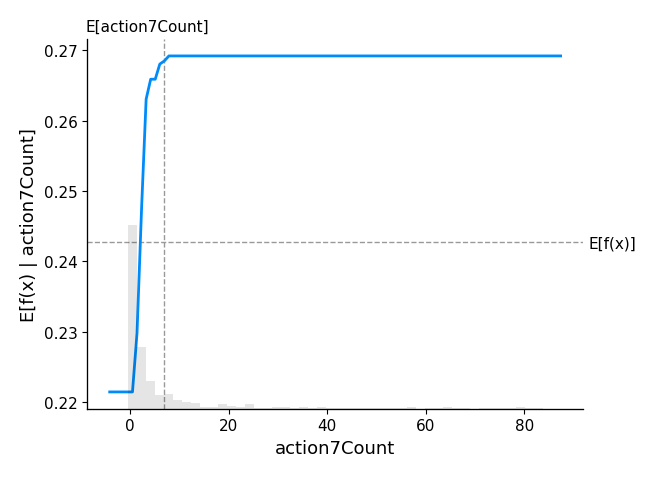 E[action7Count]
0.27
0.26
0.25
0.24
0.23
0.22
E[f(x) | action7Count]
E[f(x)]
0 20 40 60 80
action7Count